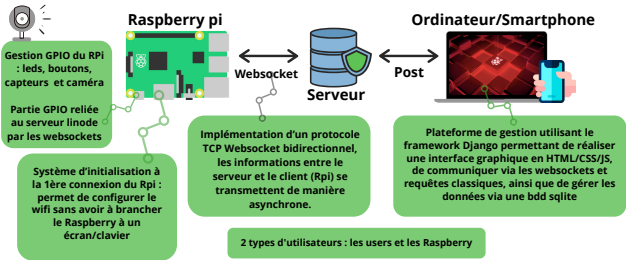 Raspberry pi
Ordinateur/Smartphone
Gestion GPIO du RPi
: leds, boutons,
capteurs et caméra
Partie GPIO reliée
au serveur linode
par les websockets
Websocket
Serveur
Post
Implémentation d'un protocole
TCP Websocket bidirectionnel,
les informations entre le
serveur et le client (Rpi) se
transmettent de manière
asynchrone.
Plateforme de gestion utilisant le
framework Django permettant de réaliser
une interface graphique en HTML/CSS/JS,
de communiquer via les websockets et
requêtes classiques, ainsi que de gérer les
données via une bdd sqlite
Système d'initialisation à
la 1ère connexion du Rpi :
permet de configurer le
wifi sans avoir à brancher
le Raspberry à un
écran/clavier
2 types d'utilisateurs : les users et les Raspberry